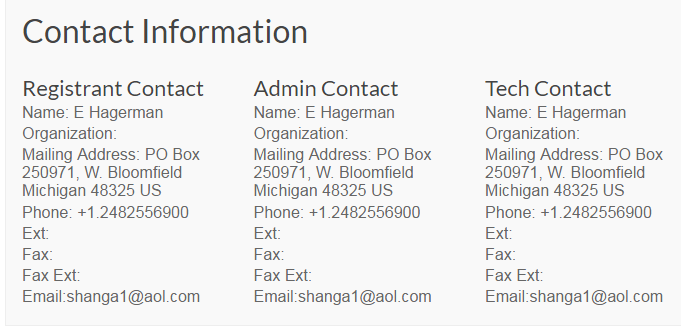 Contact Information
Registrant Contact
Name: E Hagerman
Organization:
Mailing Address: PO Box
250971, W. Bloomfield
Michigan 48325 US
Phone: +1.2482556900
Ext:
Fax:
Fax Ext:
Email:shanga1@aol.com
Admin Contact
Name: E Hagerman
Organization:
Mailing Address: PO Box
250971, W. Bloomfield
Michigan 48325 US
Phone: +1.2482556900
Ext:
Fax:
Fax Ext:
Email:shanga1@aol.com
Tech Contact
Name: E Hagerman
Organization:
Mailing Address: PO Box
250971, W. Bloomfield
Michigan 48325 US
Phone: +1.2482556900
Ext:
Fax:
Fax Ext:
Email:shanga1@aol.com